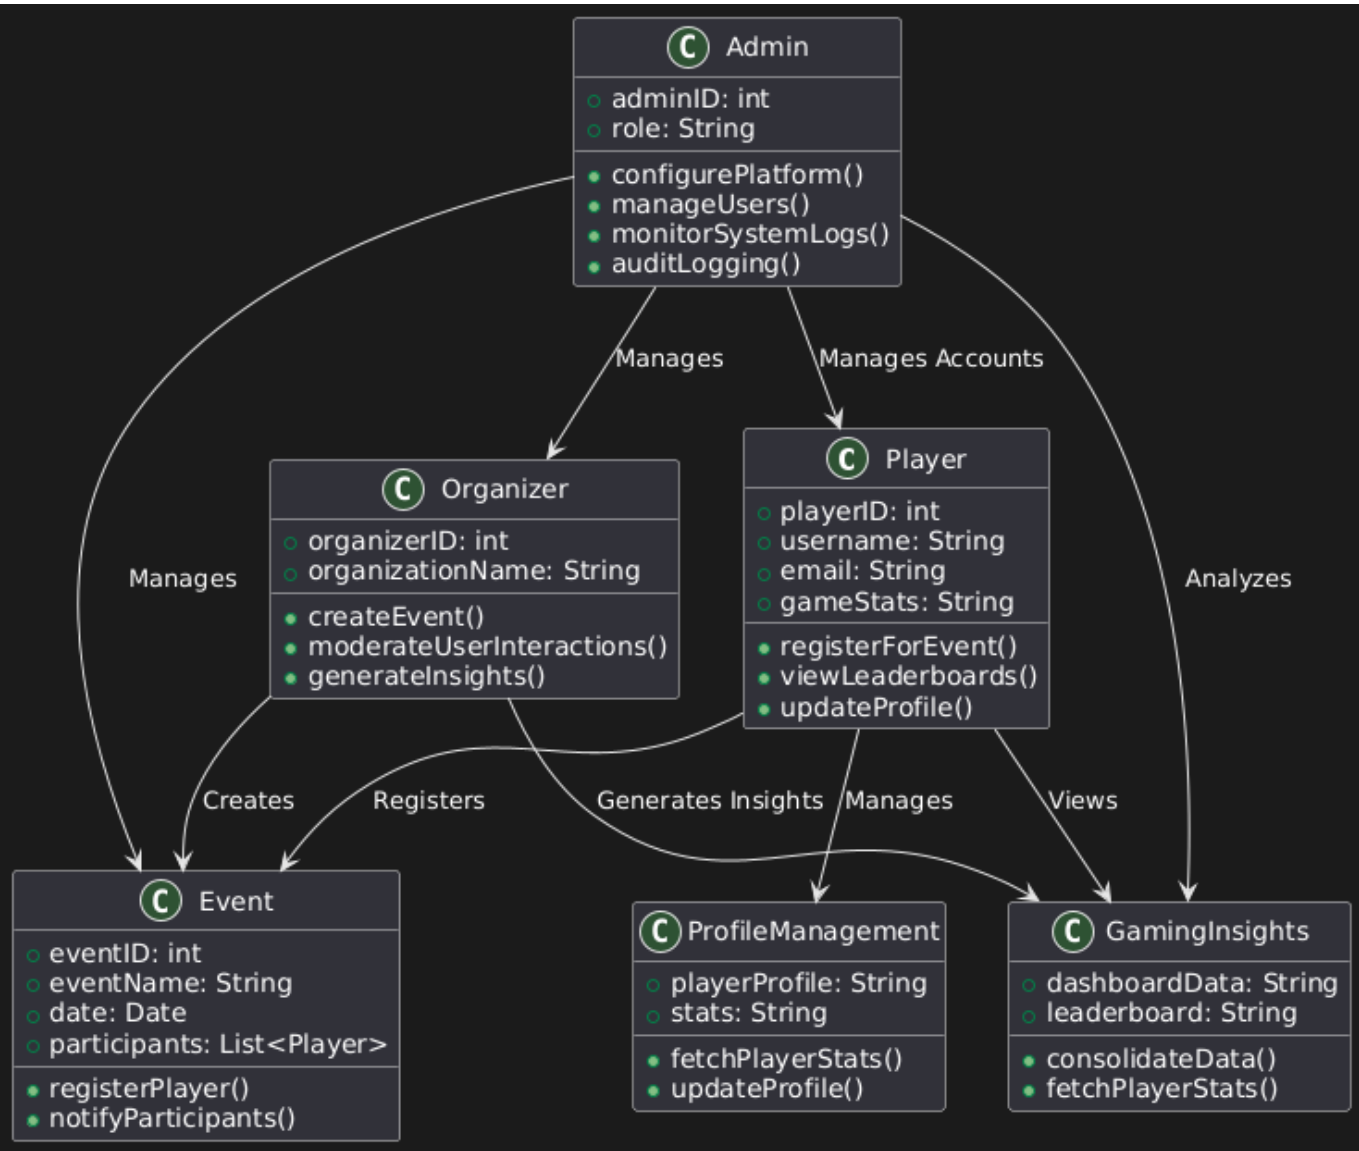 C Admin
adminID: int
role: String
configurePlatform()
manageUsers()
monitorSystemLogs()
auditLogging()
Manages
Manages Accounts
C Organizer
organizerID: int
organizationName: String
createEvent()
moderateUserInteractions()
generateInsights()
C Player
playerID: int
username: String
email: String
gameStats: String
registerForEvent()
viewLeaderboards()
updateProfile()
Manages
Analyzes
Creates
Registers
Generates Insights
Manages
Views
C Event
eventID: int
eventName: String
date: Date
participants: List<Player>
registerPlayer()
notifyParticipants()
C ProfileManagement
playerProfile: String
stats: String
fetchPlayerStats()
updateProfile()
C GamingInsights
dashboardData: String
leaderboard: String
consolidateData()
fetchPlayerStats()